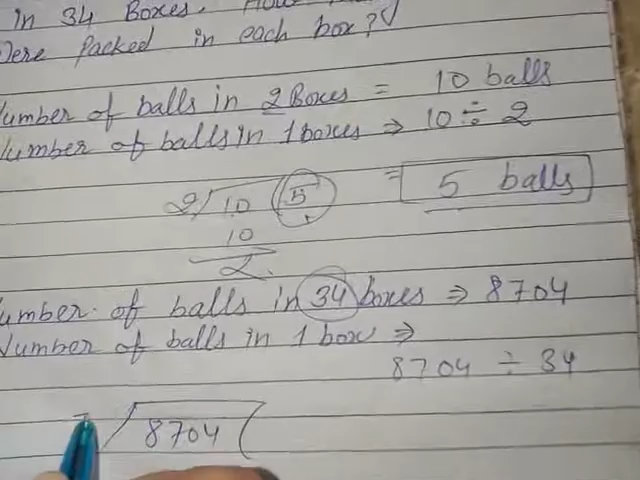 in 34 Boxes.
Were Packed in each box?
Number of balls in 2 Boxes = 10 balls
Number of balls in 1 boxes ⇒ 10 ÷ 2
2 10 5 = 5 balls
10
2
Number of balls in 34 boxes ⇒ 8704
Number of balls in 1 box ⇒
8704 ÷ 34
8704